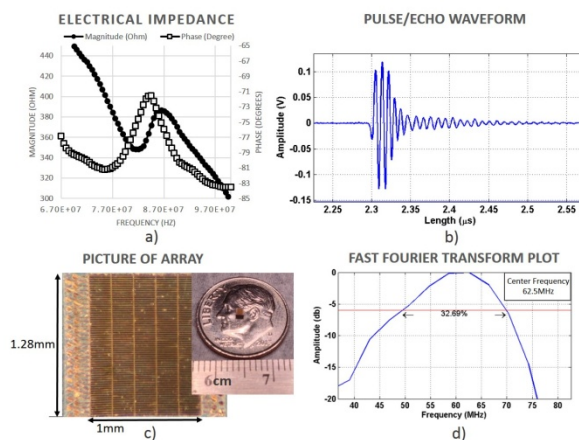 ELECTRICAL IMPEDANCE
Magnitude (Ohm) Phase (Degree)
440
420
400
380
360
340
320
300
MAGNITUDE (OHM)
-65
-67
-69
-71
-73
-75
-77
-79
-81
-83
-85
PHASE (DEGREES)
6.70E+07 7.70E+07 8.70E+07 9.70E+07
FREQUENCY (HZ)
a)
PULSE/ECHO WAVEFORM
0.1
0.05
0
-0.05
-0.1
-0.15
Amplitude (V)
2.25 2.3 2.35 2.4 2.45 2.5 2.55
Length (µs)
b)
PICTURE OF ARRAY
1.28mm
6cm 7
1mm
c)
FAST FOURIER TRANSFORM PLOT
Center Frequency
62.5MHz
0
-5
-10
-15
-20
Amplitude (db)
32.69%
40 45 50 55 60 65 70 75 80
Frequency (MHz)
d)